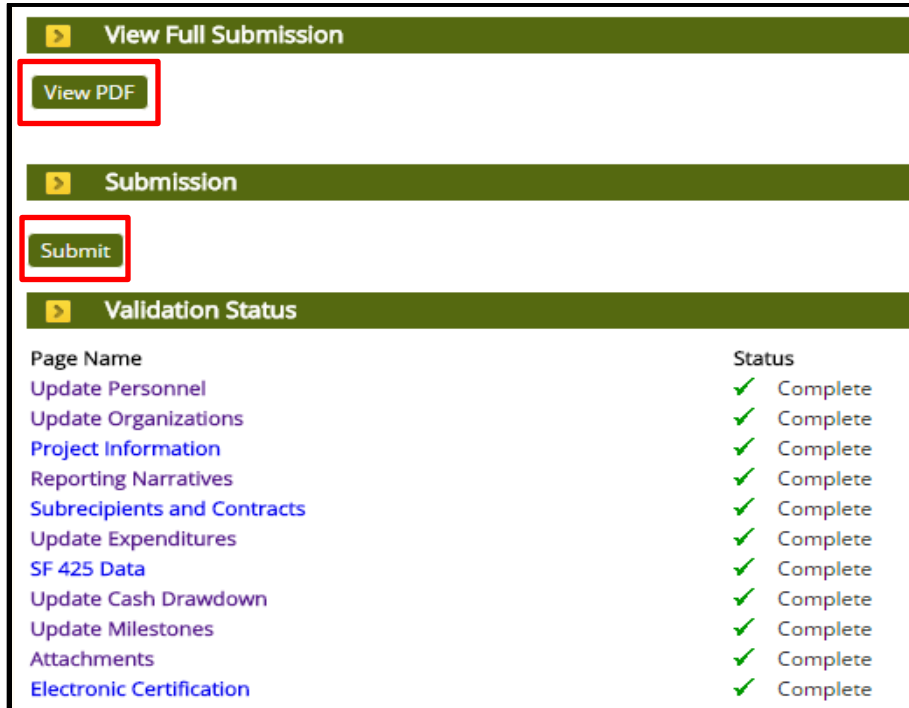 View Full Submission
View PDF
Submission
Submit
Validation Status
Page Name Status
Update Personnel Complete
Update Organizations Complete
Project Information Complete
Reporting Narratives Complete
Subrecipients and Contracts Complete
Update Expenditures Complete
SF 425 Data Complete
Update Cash Drawdown Complete
Update Milestones Complete
Attachments Complete
Electronic Certification Complete